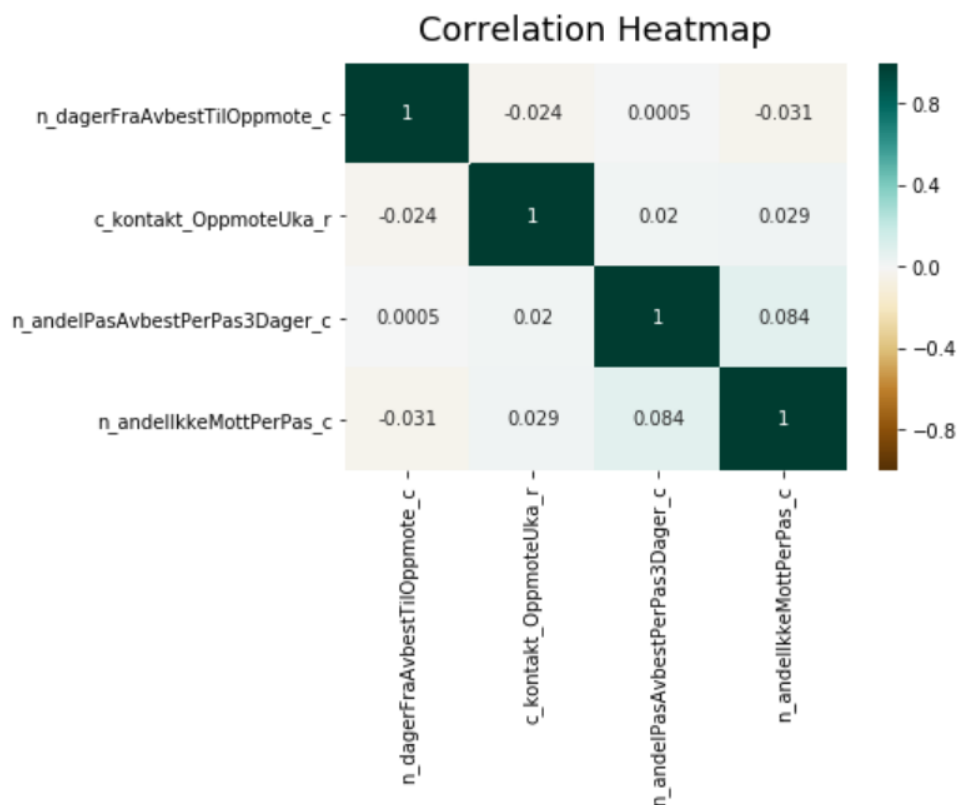 Correlation Heatmap
n_dagerFraAvbestTilOppmote_c 1 -0.024 0.0005 -0.031
c_kontakt_OppmoteUka_r -0.024 1 0.02 0.029
n_andelPasAvbestPerPas3Dager_c 0.0005 0.02 1 0.084
n_andelIkkeMottPerPas_c -0.031 0.029 0.084 1
0.8
0.4
0.0
−0.4
−0.8
n_dagerFraAvbestTilOppmote_c
c_kontakt_OppmoteUka_r
n_andelPasAvbestPerPas3Dager_c
n_andelIkkeMottPerPas_c